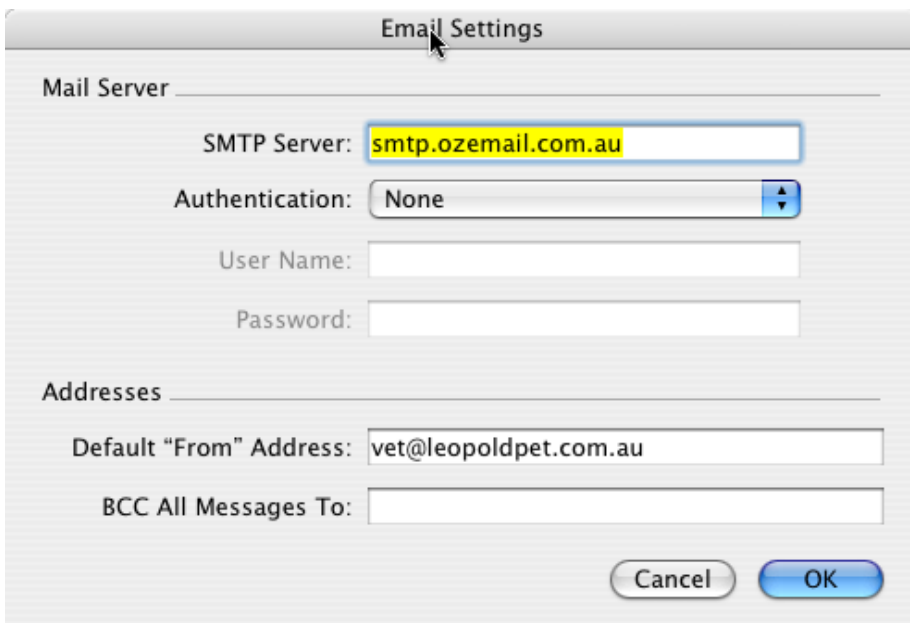 Email Settings
Mail Server
SMTP Server: smtp.ozemail.com.au
Authentication: None
User Name:
Password:
Addresses
Default “From” Address: vet@leopoldpet.com.au
BCC All Messages To:
Cancel OK